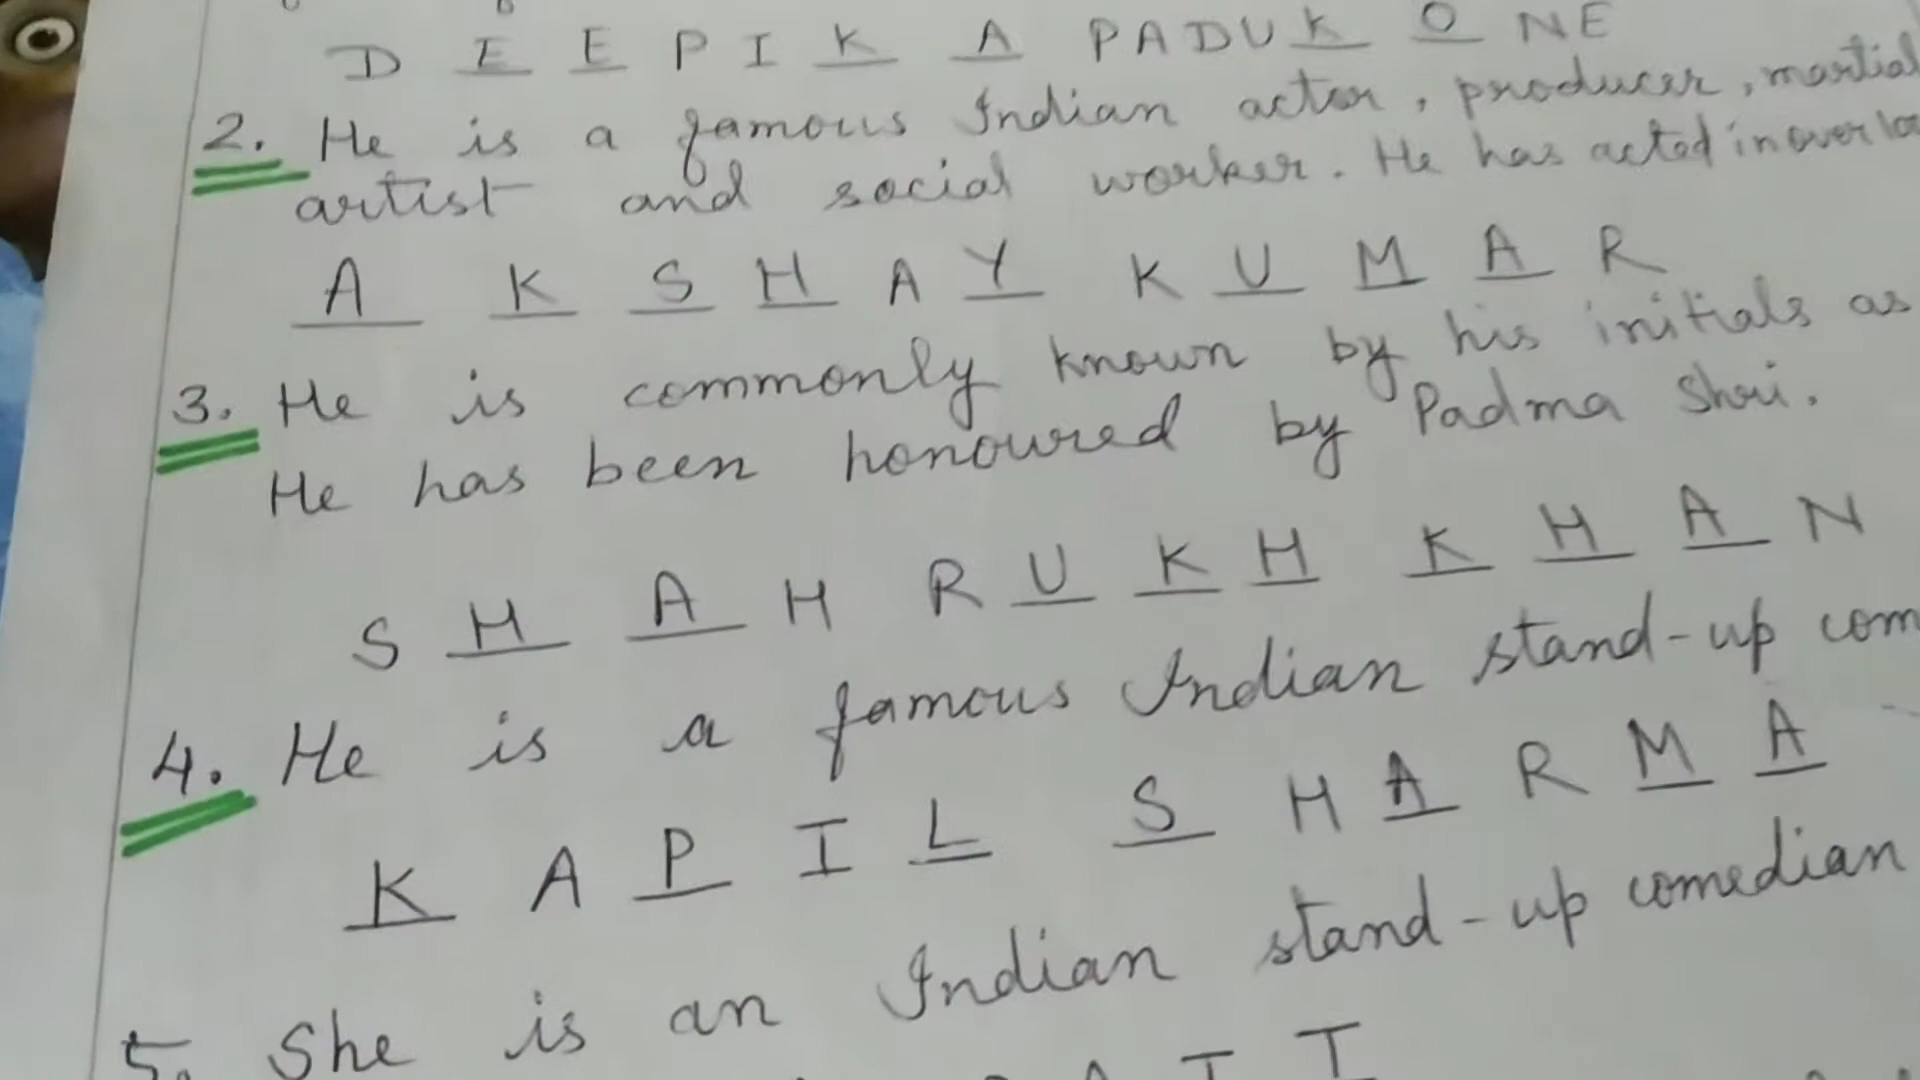 D E E P I K A PADUKONE
2. He is a famous Indian actor, producer, martial
artist and social worker. He has acted in over
A K S H A Y K U M A R
3. He is commonly known by his initials as
He has been honoured by Padma Shri.
S H A H R U K H K H A N
4. He is a famous Indian stand-up com
K A P I L S H A R M A
5. She is an Indian stand-up comedian